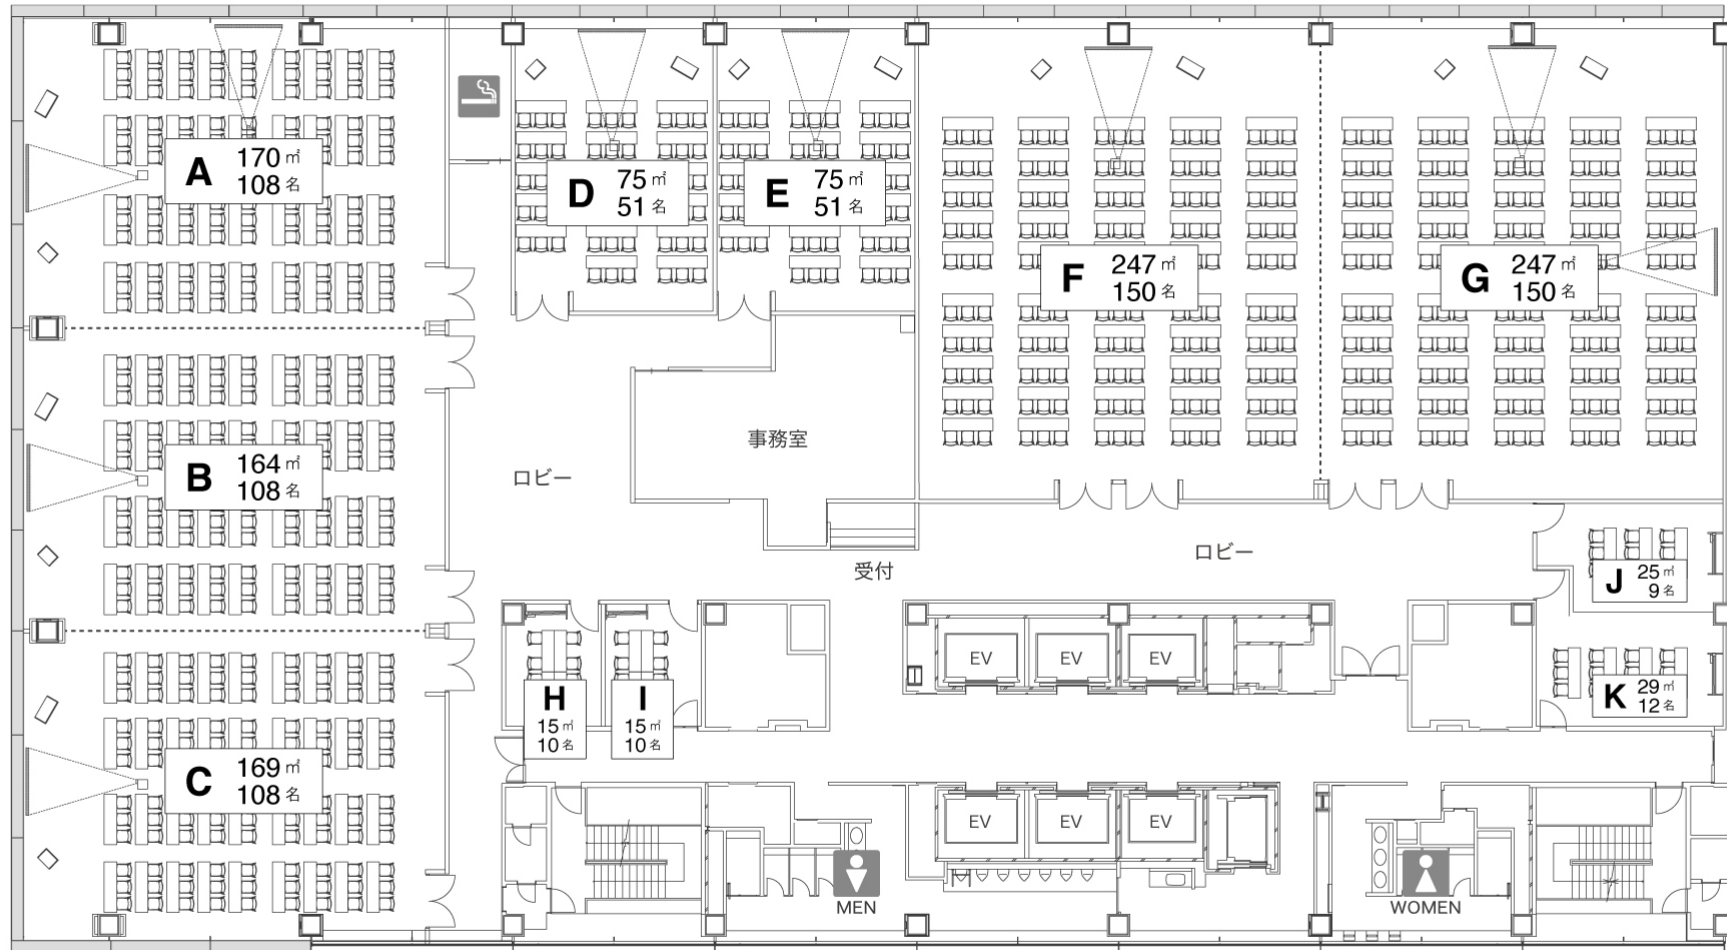 A 170㎡
108名
D 75㎡
51名
E 75㎡
51名
F 247㎡
150名
G 247㎡
150名
事務室
B 164㎡
108名
ロビー
ロビー
受付
J 25㎡
9名
EV
EV
EV
H
15㎡
10名
I
15㎡
10名
K 29㎡
12名
C 169㎡
108名
EV
EV
EV
MEN
WOMEN